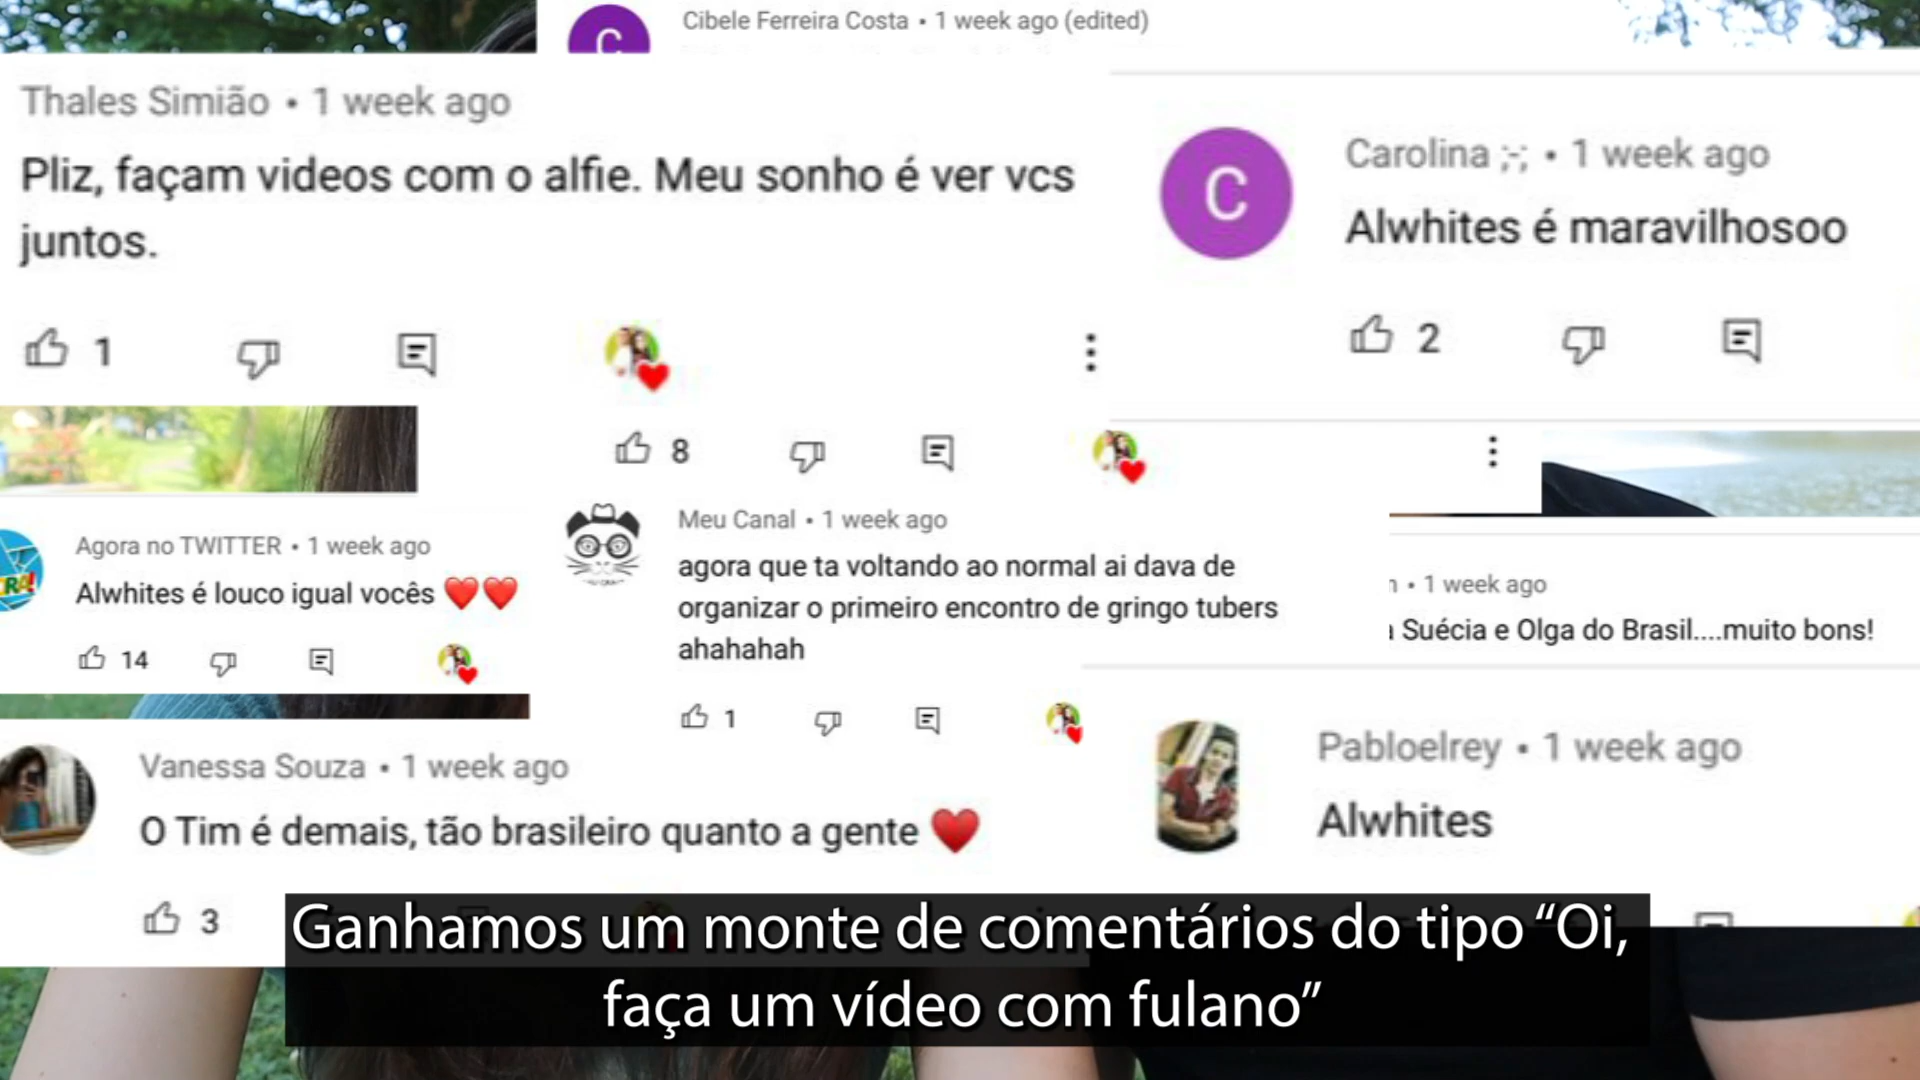 Cibele Ferreira Costa • 1 week ago (edited)
Thales Simião • 1 week ago
Pliz, façam videos com o alfie. Meu sonho é ver vcs
juntos.
1
Carolina ;-; • 1 week ago
Alwhites é maravilhosoo
2
8
Agora no TWITTER • 1 week ago
Alwhites é louco igual vocês ❤️❤️
14
Meu Canal • 1 week ago
agora que ta voltando ao normal ai dava de
organizar o primeiro encontro de gringo tubers
ahahahah
1
• 1 week ago
Suécia e Olga do Brasil....muito bons!
Vanessa Souza • 1 week ago
O Tim é demais, tão brasileiro quanto a gente ❤️
3
Pabloelrey • 1 week ago
Alwhites
Ganhamos um monte de comentários do tipo “Oi,
faça um vídeo com fulano”